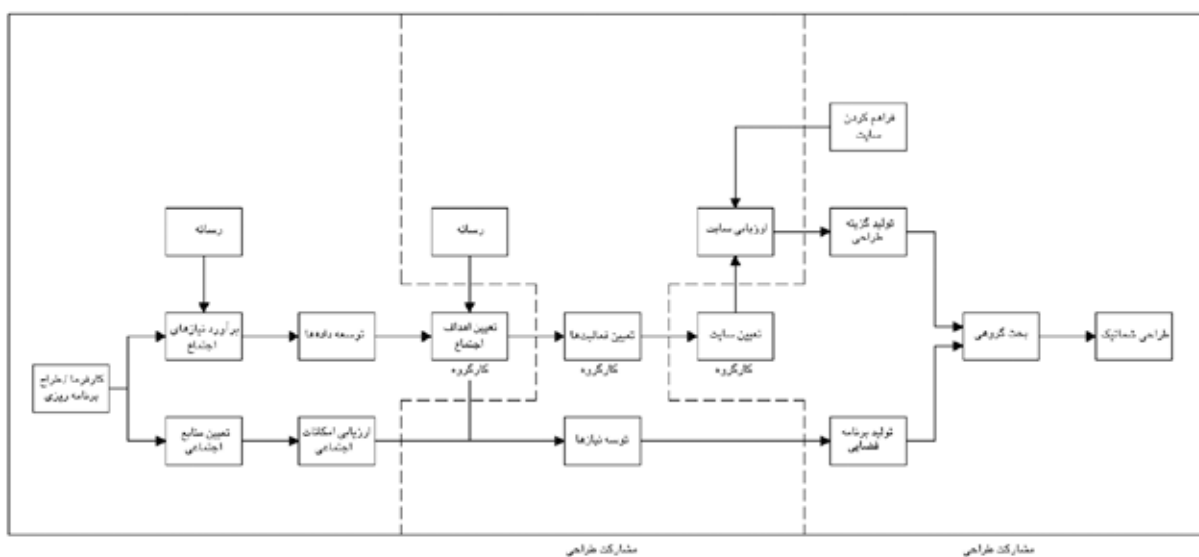 فراهم کردن
سایت
رسانه
رسانه
ارزیابی سایت
تولید گزینه
طراحی
برآورد نیازهای
اجتماع
توسعه داده‌ها
تعیین اهداف
اجتماع
کارگروه
تعیین فعالیت‌ها
کارگروه
تعیین سایت
کارگروه
بحث گروهی
طراحی شماتیک
کارفرما / طراح
برنامه ریزی
تعیین منابع
اجتماعی
ارزیابی امکانات
اجتماعی
توسه نیازها
تولید برنامه
فضایی
مشارکت طراحی
مشارکت طراحی